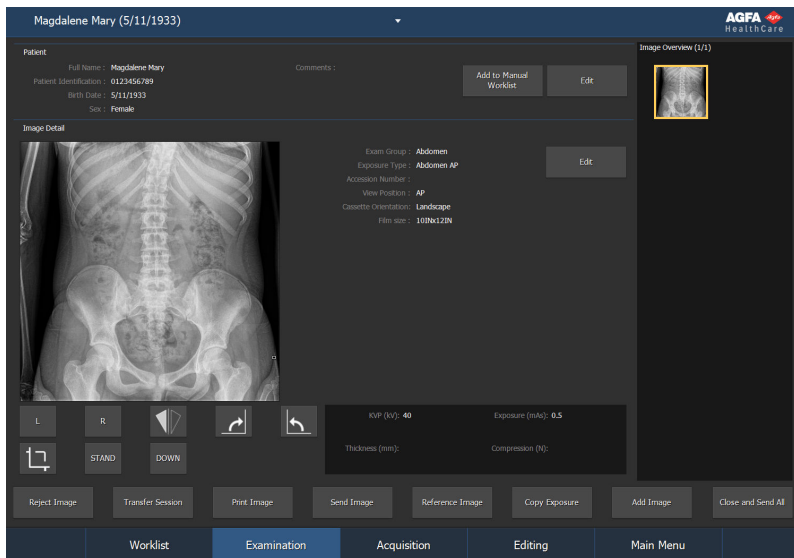 Magdalene Mary (5/11/1933)
AGFA
HealthCare
Patient
Full Name : Magdalene Mary
Comments :
Patient Identification : 0123456789
Birth Date : 5/11/1933
Sex : Female
Add to Manual
Worklist
Edit
Image Overview (1/1)
Image Detail
Exam Group : Abdomen
Exposure Type : Abdomen AP
Accession Number :
View Position : AP
Cassette Orientation: Landscape
Film size : 10INx12IN
Edit
L
R
STAND
DOWN
KVP (kV): 40
Exposure (mAs): 0.5
Thickness (mm):
Compression (N):
Reject Image
Transfer Session
Print Image
Send Image
Reference Image
Copy Exposure
Add Image
Close and Send All
Worklist
Examination
Acquisition
Editing
Main Menu